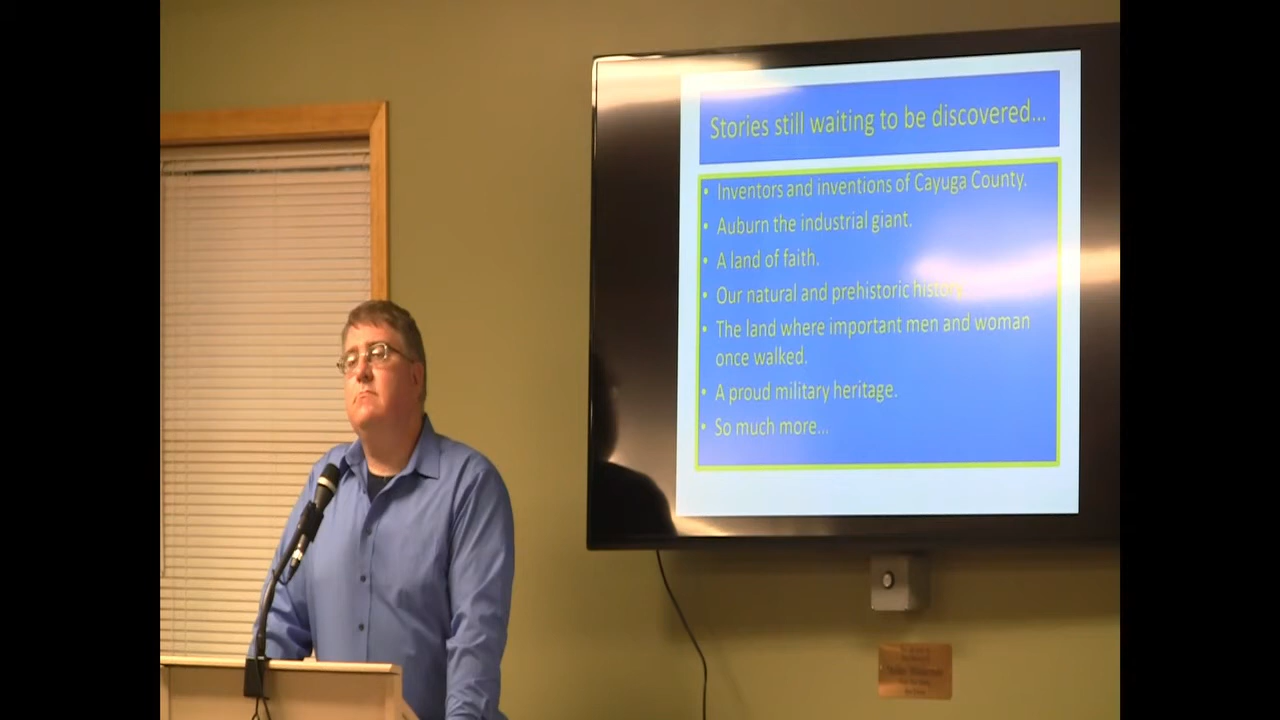 Stories still waiting to be discovered...
• Inventors and inventions of Cayuga County.
• Auburn the industrial giant.
• A land of faith.
• Our natural and prehistoric history.
• The land where important men and woman
once walked.
• A proud military heritage.
• So much more...